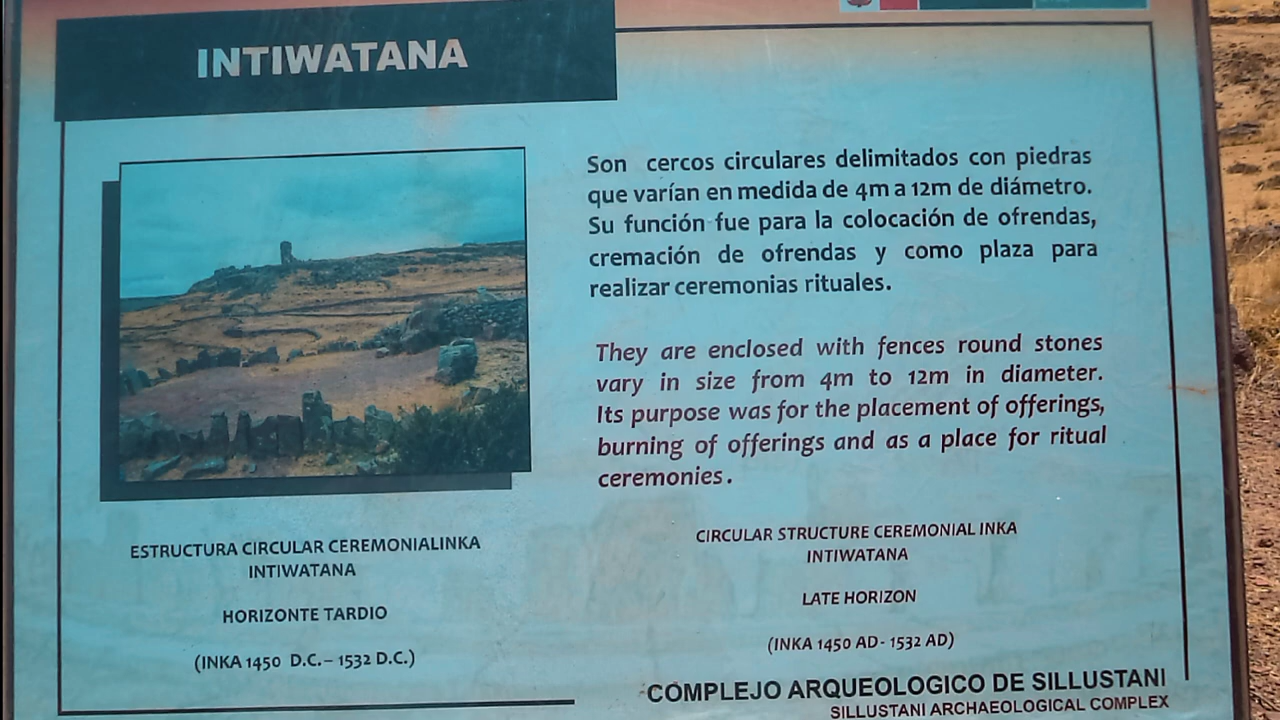 INTIWATANA
Son cercos circulares delimitados con piedras
que varían en medida de 4m a 12m de diámetro.
Su función fue para la colocación de ofrendas,
cremación de ofrendas y como plaza para
realizar ceremonias rituales.
They are enclosed with fences round stones
vary in size from 4m to 12m in diameter.
Its purpose was for the placement of offerings,
burning of offerings and as a place for ritual
ceremonies.
ESTRUCTURA CIRCULAR CEREMONIALINKA
INTIWATANA
HORIZONTE TARDIO
(INKA 1450 D.C.– 1532 D.C.)
CIRCULAR STRUCTURE CEREMONIAL INKA
INTIWATANA
LATE HORIZON
(INKA 1450 AD- 1532 AD)
COMPLEJO ARQUEOLOGICO DE SILLUSTANI
SILLUSTANI ARCHAEOLOGICAL COMPLEX